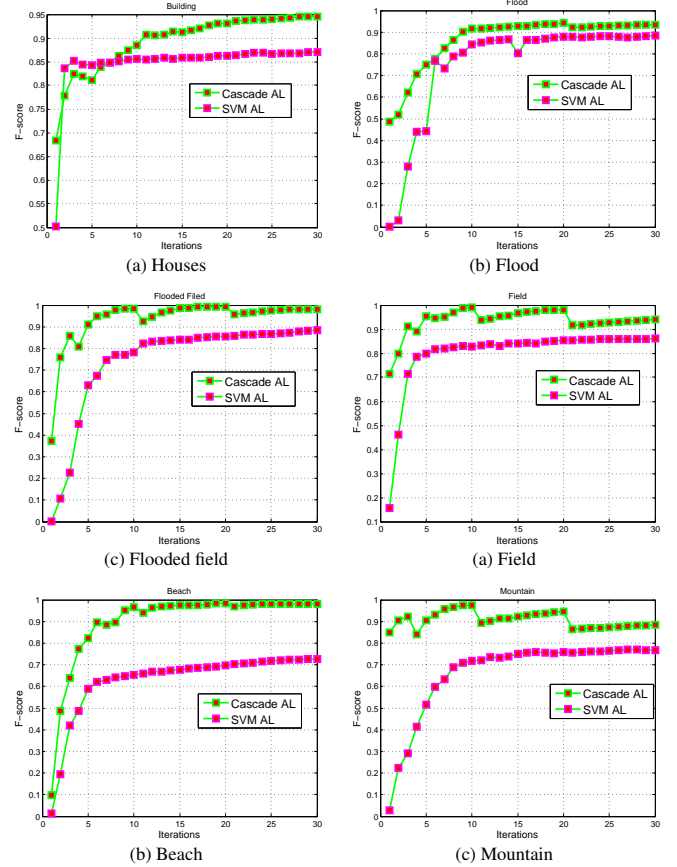 Building
0.95
0.9
0.85
0.8
0.75
0.7
0.65
0.6
0.55
0.5
0 5 10 15 20 25 30
F-score
Iterations
Cascade AL
SVM AL
(a) Houses
Flood
1
0.9
0.8
0.7
0.6
0.5
0.4
0.3
0.2
0.1
0
0 5 10 15 20 25 30
F-score
Iterations
Cascade AL
SVM AL
(b) Flood
Flooded Filed
1
0.9
0.8
0.7
0.6
0.5
0.4
0.3
0.2
0.1
0
0 5 10 15 20 25 30
F-score
Iterations
Cascade AL
SVM AL
(c) Flooded field
Field
1
0.9
0.8
0.7
0.6
0.5
0.4
0.3
0.2
0.1
0 5 10 15 20 25 30
F-score
Iterations
Cascade AL
SVM AL
(a) Field
Beach
1
0.9
0.8
0.7
0.6
0.5
0.4
0.3
0.2
0.1
0
0 5 10 15 20 25 30
F-score
Iterations
Cascade AL
SVM AL
(b) Beach
Mountain
1
0.9
0.8
0.7
0.6
0.5
0.4
0.3
0.2
0.1
0
0 5 10 15 20 25 30
F-score
Iterations
Cascade AL
SVM AL
(c) Mountain